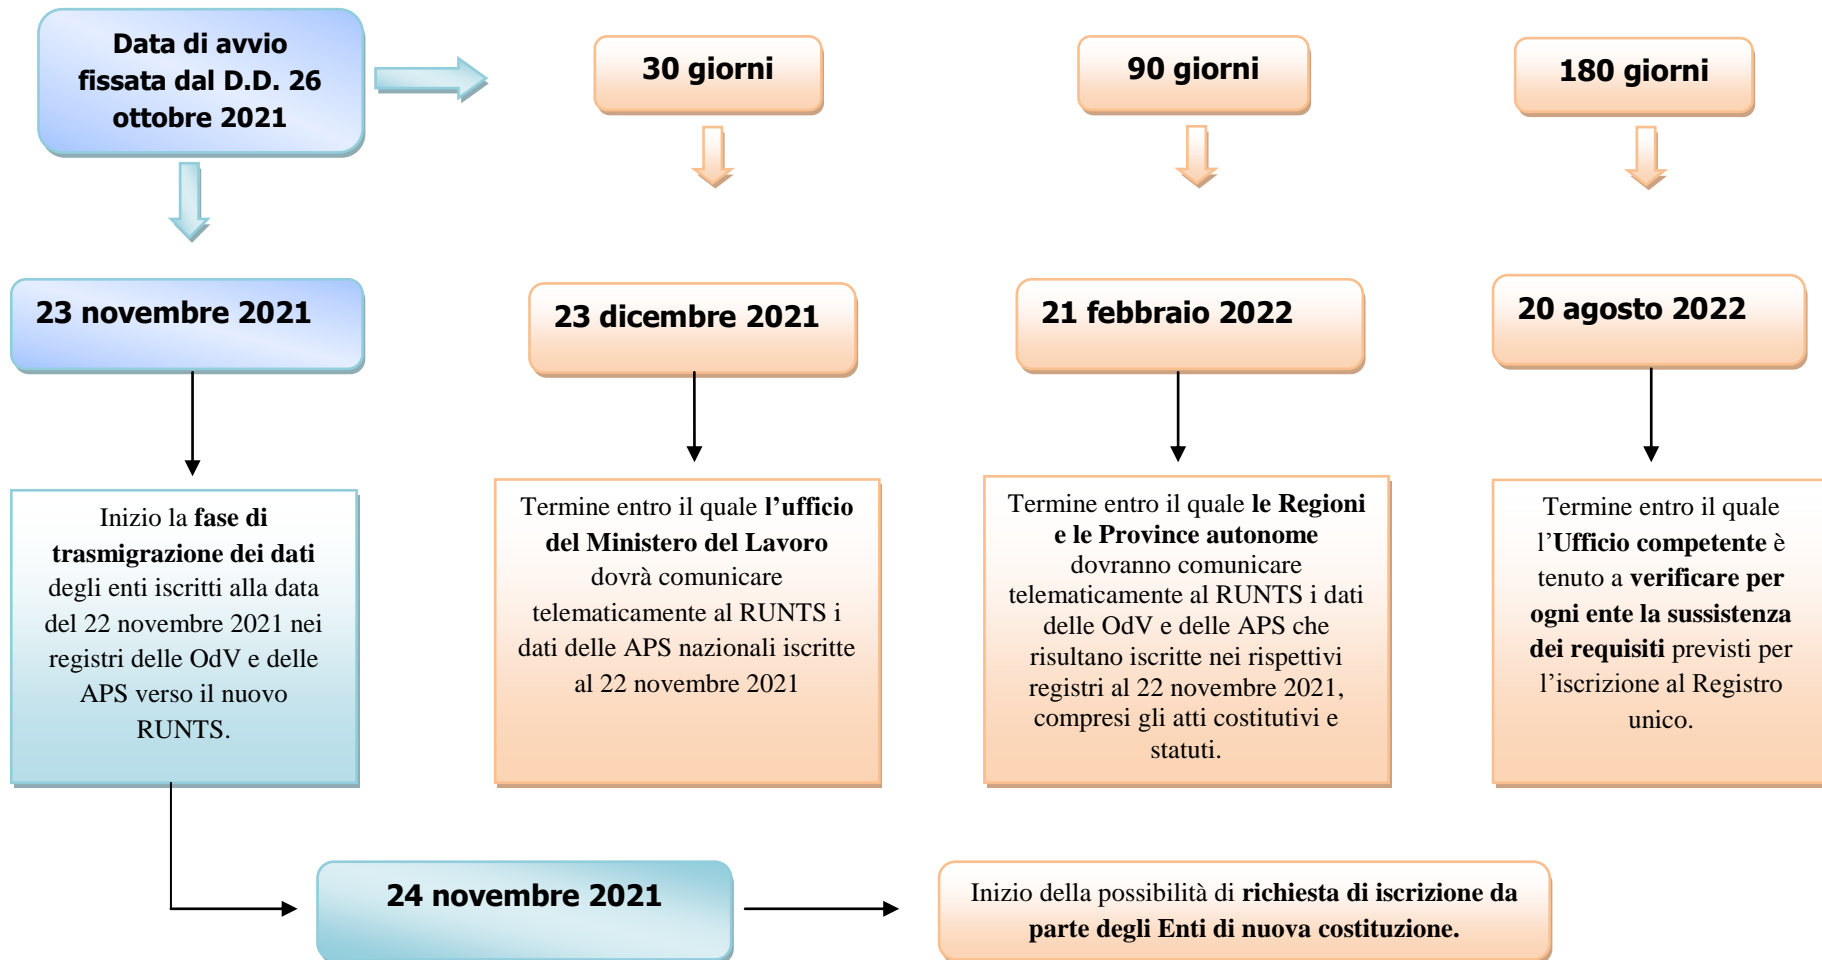 Data di avvio
fissata dal D.D. 26
ottobre 2021
30 giorni
90 giorni
180 giorni
23 novembre 2021
23 dicembre 2021
21 febbraio 2022
20 agosto 2022
Inizio la fase di
trasmigrazione dei dati
degli enti iscritti alla data
del 22 novembre 2021 nei
registri delle OdV e delle
APS verso il nuovo
RUNTS.
Termine entro il quale l’ufficio
del Ministero del Lavoro
dovrà comunicare
telematicamente al RUNTS i
dati delle APS nazionali iscritte
al 22 novembre 2021
Termine entro il quale le Regioni
e le Province autonome
dovranno comunicare
telematicamente al RUNTS i dati
delle OdV e delle APS che
risultano iscritte nei rispettivi
registri al 22 novembre 2021,
compresi gli atti costitutivi e
statuti.
Termine entro il quale
l’Ufficio competente è
tenuto a verificare per
ogni ente la sussistenza
dei requisiti previsti per
l’iscrizione al Registro
unico.
24 novembre 2021
Inizio della possibilità di richiesta di iscrizione da
parte degli Enti di nuova costituzione.